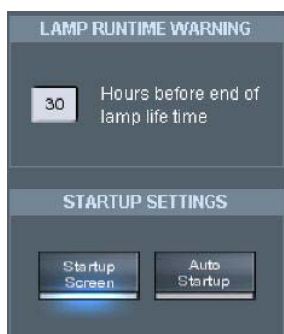 LAMP RUNTIME WARNING
30
Hours before end of
lamp life time
STARTUP SETTINGS
Startup
Screen
Auto
Startup